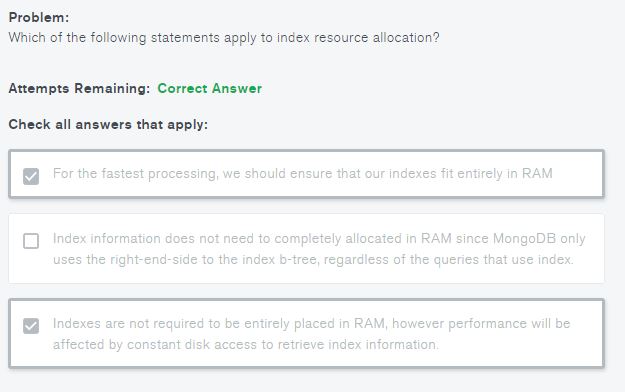 Problem:
Which of the following statements apply to index resource allocation?
Attempts Remaining: Correct Answer
Check all answers that apply:
For the fastest processing, we should ensure that our indexes fit entirely in RAM
Index information does not need to completely allocated in RAM since MongoDB only
uses the right-end-side to the index b-tree, regardless of the queries that use index.
Indexes are not required to be entirely placed in RAM, however performance will be
affected by constant disk access to retrieve index information.